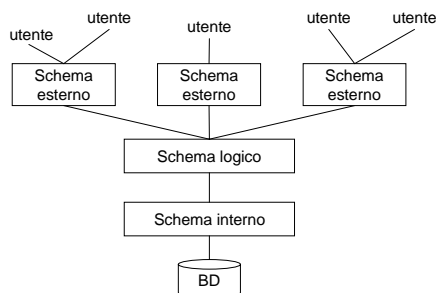 utente
utente
utente
utente
utente
Schema
esterno
Schema
esterno
Schema
esterno
Schema logico
Schema interno
BD